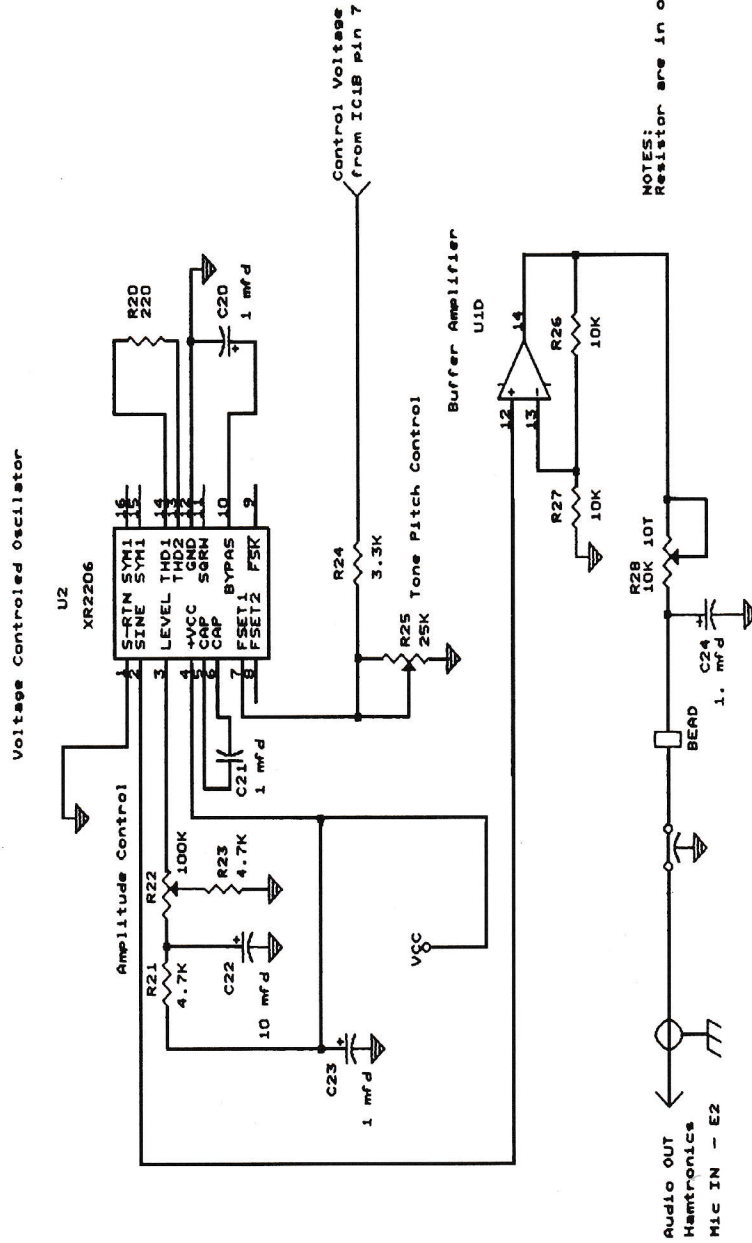 Voltage Controled Oscilator
U2
XR2206
1
2
3
4
5
6
7
8
S-RTN SYM1
SINE SYM1
LEVEL THD1
THD2
+VCC GND
CAP SQRW
CAP
BYPAS
FSET1
FSET2 FSK
16
15
14
13
12
11
10
9
R20
220
C20
1 mfd
+
Amplitude Control
R21
4.7K
R22
100K
R23
4.7K
C22
10 mfd
+
C21
1 mfd
C23
1 mfd
+
VCC
R24
3.3K
R25
25K
Tone Pitch Control
Control Voltage
from IC1B pin 7
Buffer Amplifier
U1D
12
13
14
+
-
R26
10K
R27
10K
R28
10K 10T
C24
1. mfd
+
BEAD
Audio OUT
Hamtronics
Mic IN - E2
NOTES:
Resistor are in o